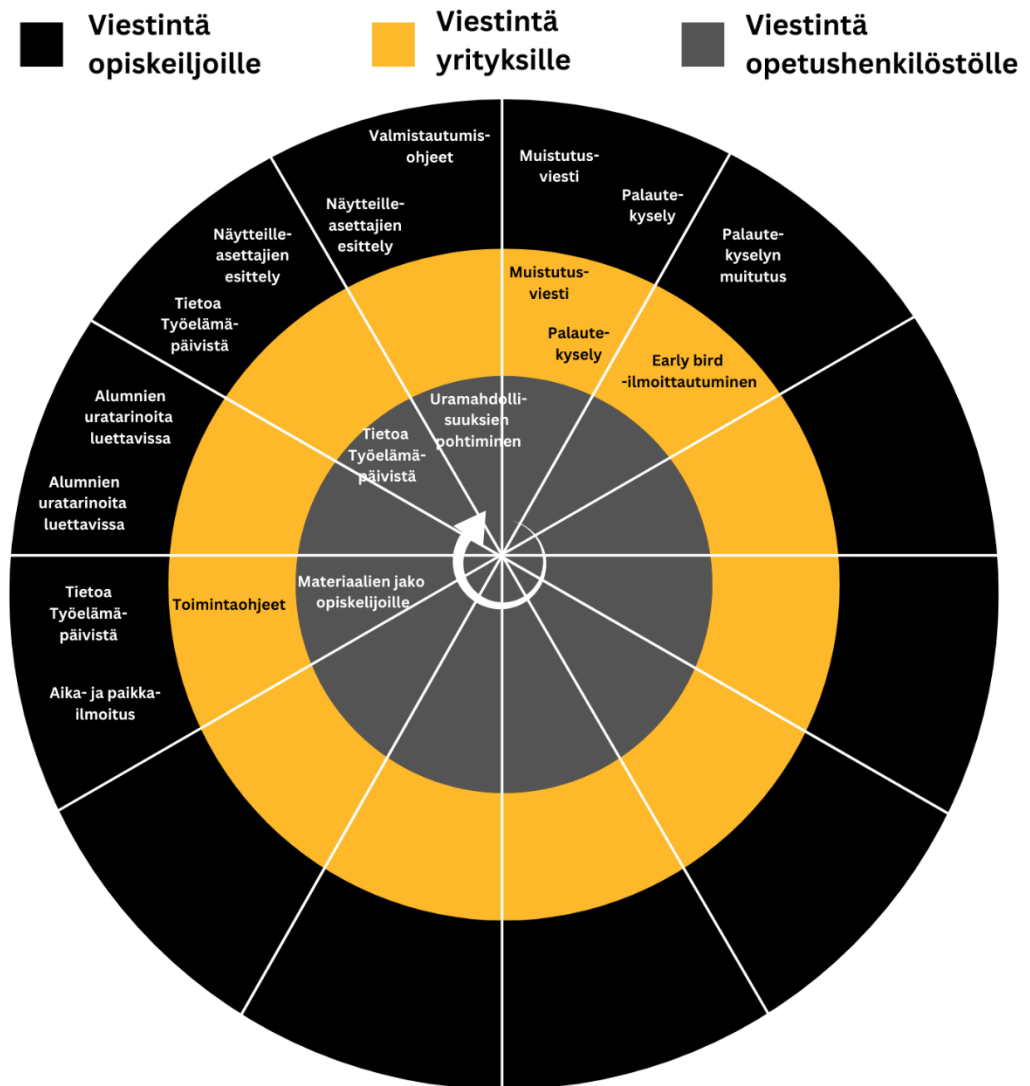 Viestintä
opiskeiljoille
Viestintä
yrityksille
Viestintä
opetushenkilöstölle
Valmistautumis-
ohjeet
Näytteille-
asettajien
esittely
Muistutus-
viesti
Palaute-
kysely
Palaute-
kyselyn
muitutus
Näytteille-
asettajien
esittely
Tietoa
Työelämä-
päivistä
Muistutus-
viesti
Palaute-
kysely
Early bird
-ilmoittautuminen
Alumnien
uratarinoita
luettavissa
Alumnien
uratarinoita
luettavissa
Uramahdolli-
suuksien
pohtiminen
Tietoa
Työelämä-
päivistä
Tietoa
Työelämä-
päivistä
Aika- ja paikka-
ilmoitus
Toimintaohjeet
Materiaalien jako
opiskelijoille